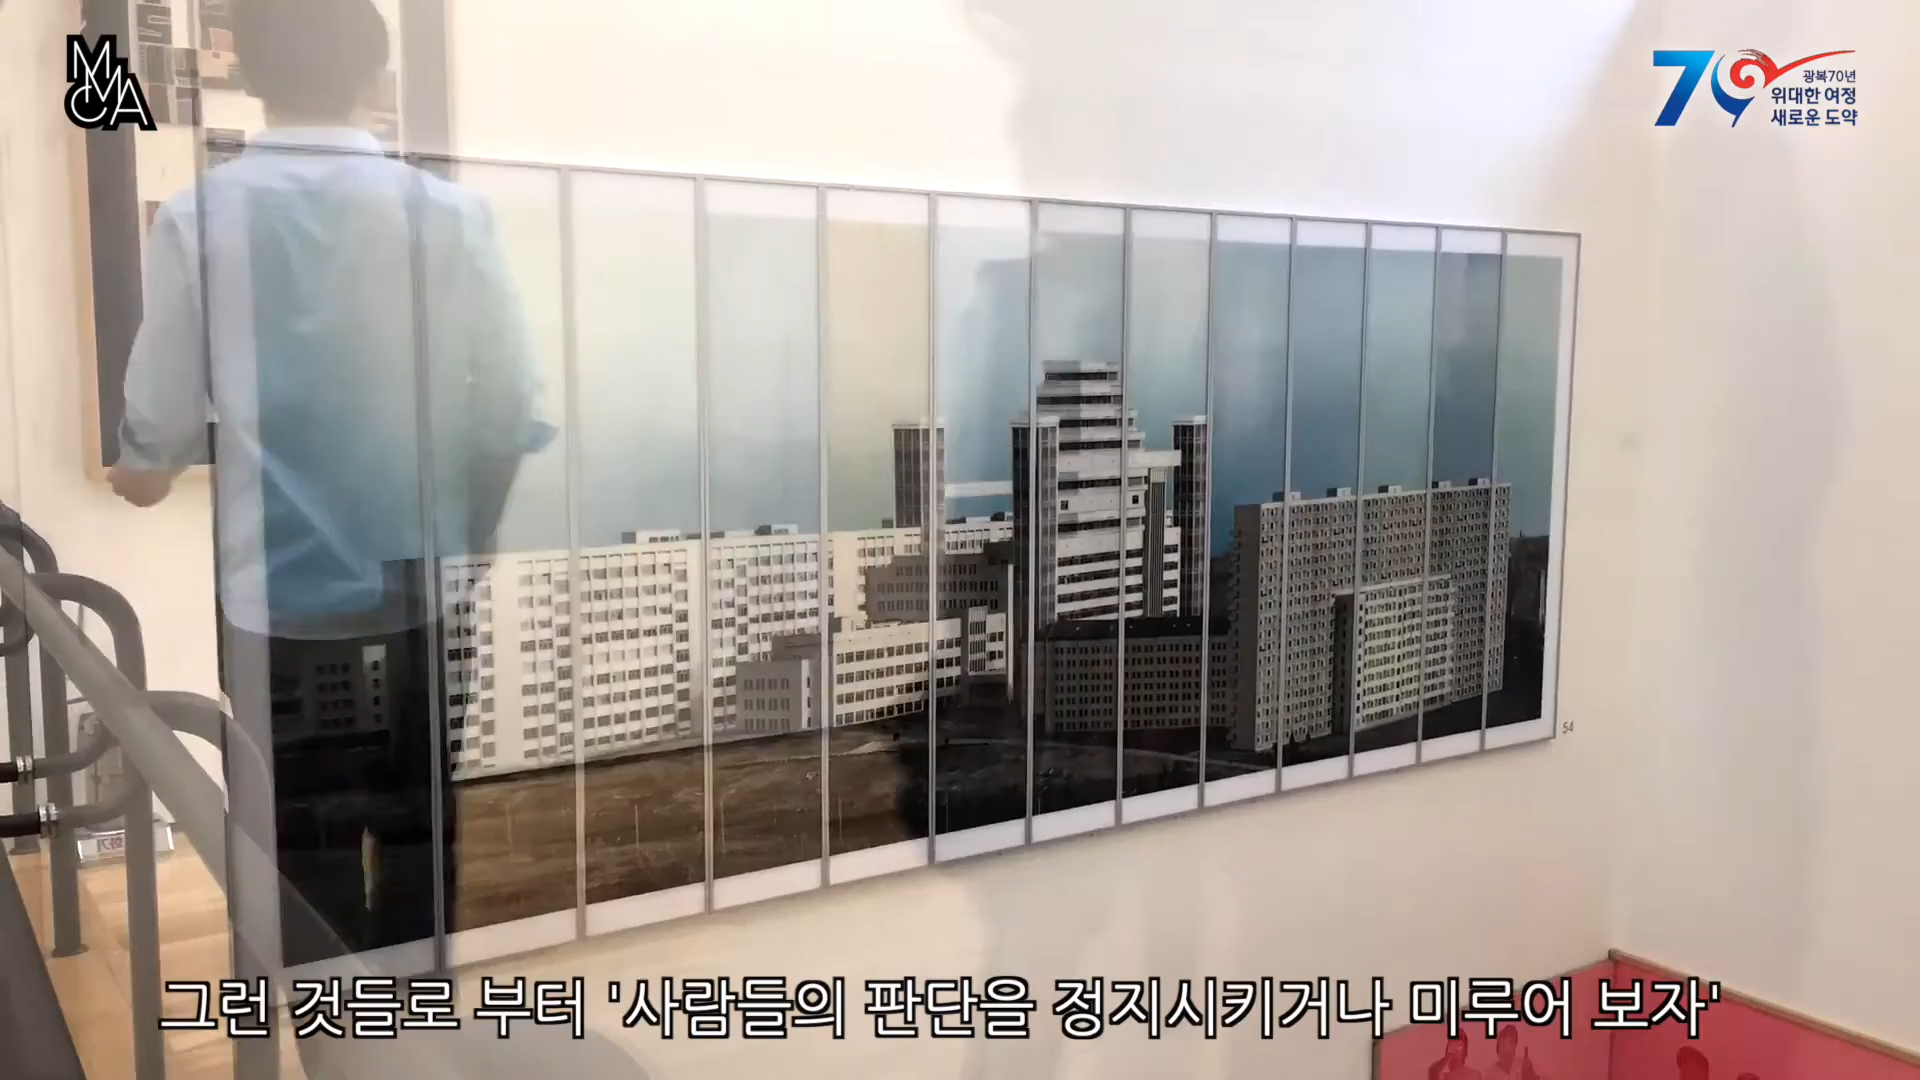 MMCA
70
광복70년
위대한 여정
새로운 도약
54
그런 것들로 부터 '사람들의 판단을 정지시키거나 미루어 보자'